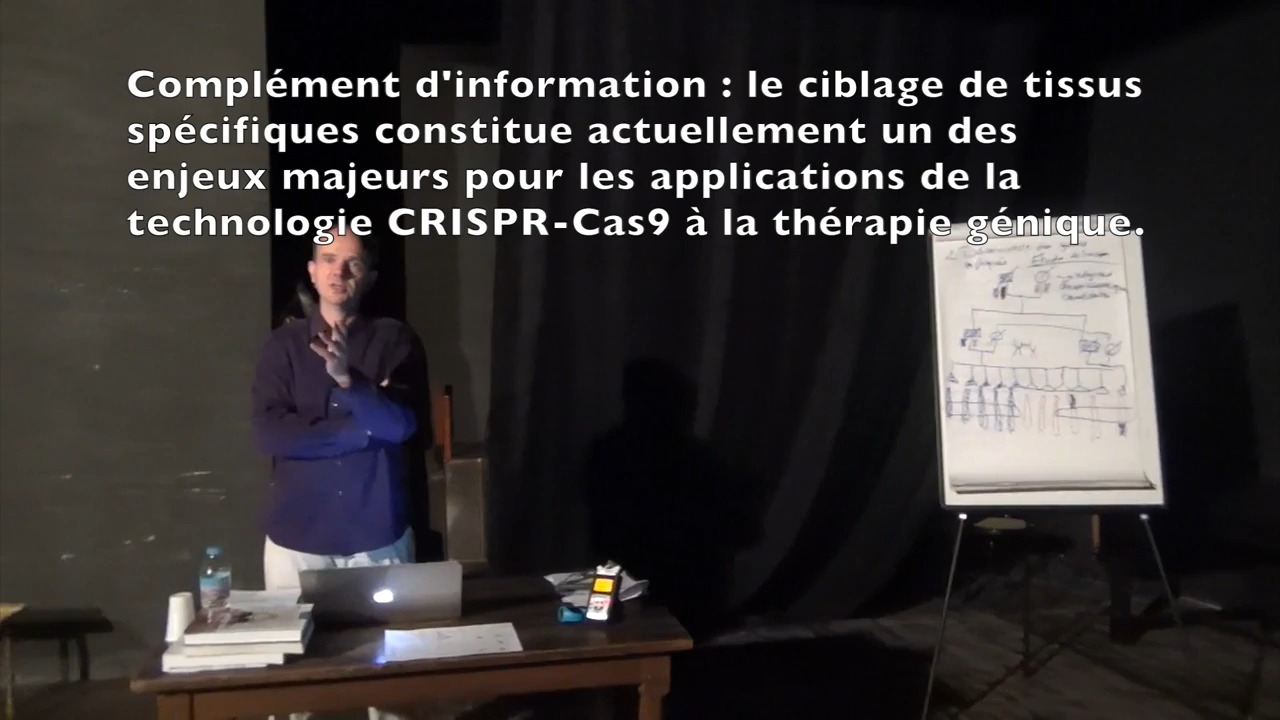 Complément d'information : le ciblage de tissus
spécifiques constitue actuellement un des
enjeux majeurs pour les applications de la
technologie CRISPR-Cas9 à la thérapie génique.